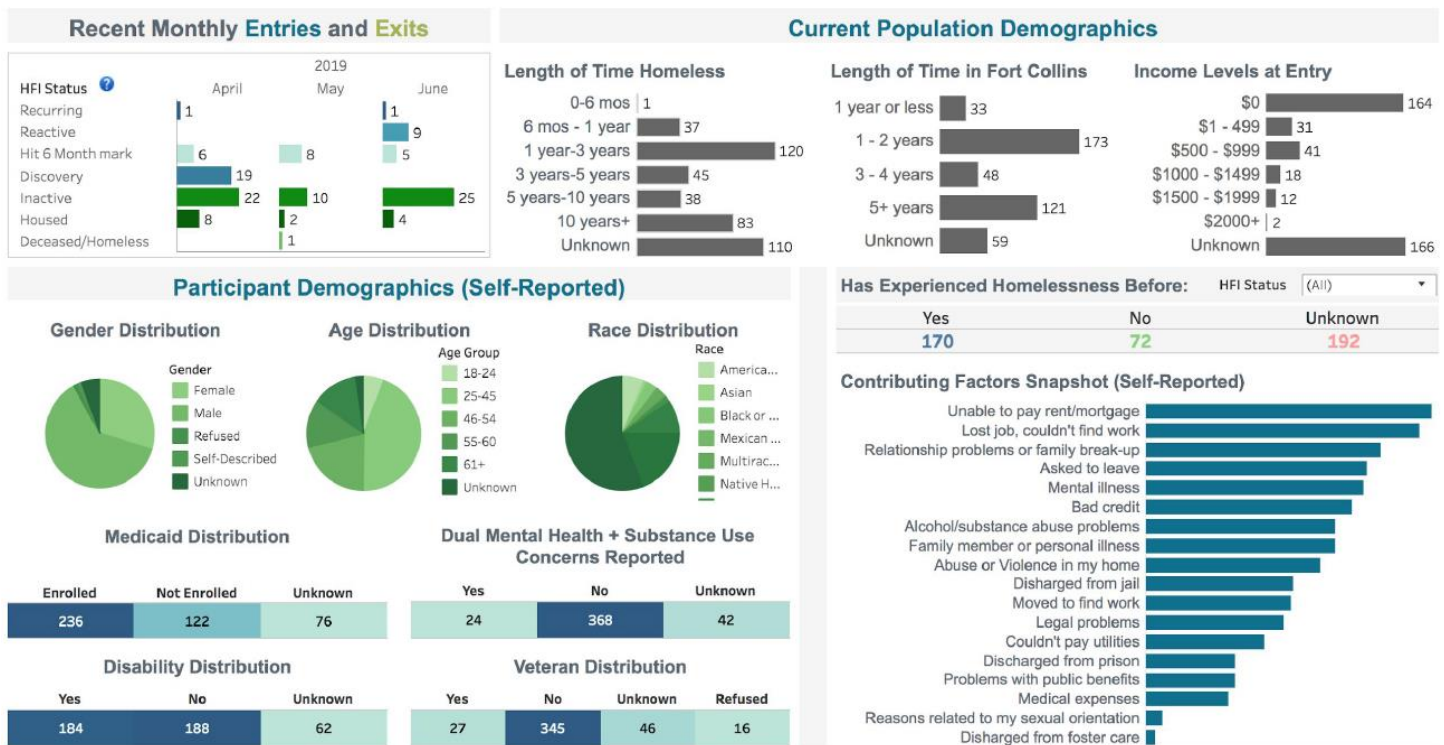 Recent Monthly Entries and Exits
Current Population Demographics
2019
HFI Status ?
April May June
Recurring 1 1
Reactive 9
Hit 6 Month mark 6 8 5
Discovery 19
Inactive 22 10 25
Housed 8 2 4
Deceased/Homeless 1
Length of Time Homeless
0-6 mos 1
6 mos - 1 year 37
1 year-3 years 120
3 years-5 years 45
5 years-10 years 38
10 years+ 83
Unknown 110
Length of Time in Fort Collins
1 year or less 33
1 - 2 years 173
3 - 4 years 48
5+ years 121
Unknown 59
Income Levels at Entry
$0 164
$1 - 499 31
$500 - $999 41
$1000 - $1499 18
$1500 - $1999 12
$2000+ 2
Unknown 166
Participant Demographics (Self-Reported)
Gender Distribution
Gender
Female
Male
Refused
Self-Described
Unknown
Age Distribution
Age Group
18-24
25-45
46-54
55-60
61+
Unknown
Race Distribution
Race
America...
Asian
Black or ...
Mexican ...
Multirac...
Native H...
Medicaid Distribution
Enrolled Not Enrolled Unknown
236 122 76
Dual Mental Health + Substance Use
Concerns Reported
Yes No Unknown
24 368 42
Disability Distribution
Yes No Unknown
184 188 62
Veteran Distribution
Yes No Unknown Refused
27 345 46 16
Has Experienced Homelessness Before: HFI Status (All)
Yes No Unknown
170 72 192
Contributing Factors Snapshot (Self-Reported)
Unable to pay rent/mortgage
Lost job, couldn't find work
Relationship problems or family break-up
Asked to leave
Mental illness
Bad credit
Alcohol/substance abuse problems
Family member or personal illness
Abuse or Violence in my home
Disharged from jail
Moved to find work
Legal problems
Couldn't pay utilities
Discharged from prison
Problems with public benefits
Medical expenses
Reasons related to my sexual orientation
Disharged from foster care